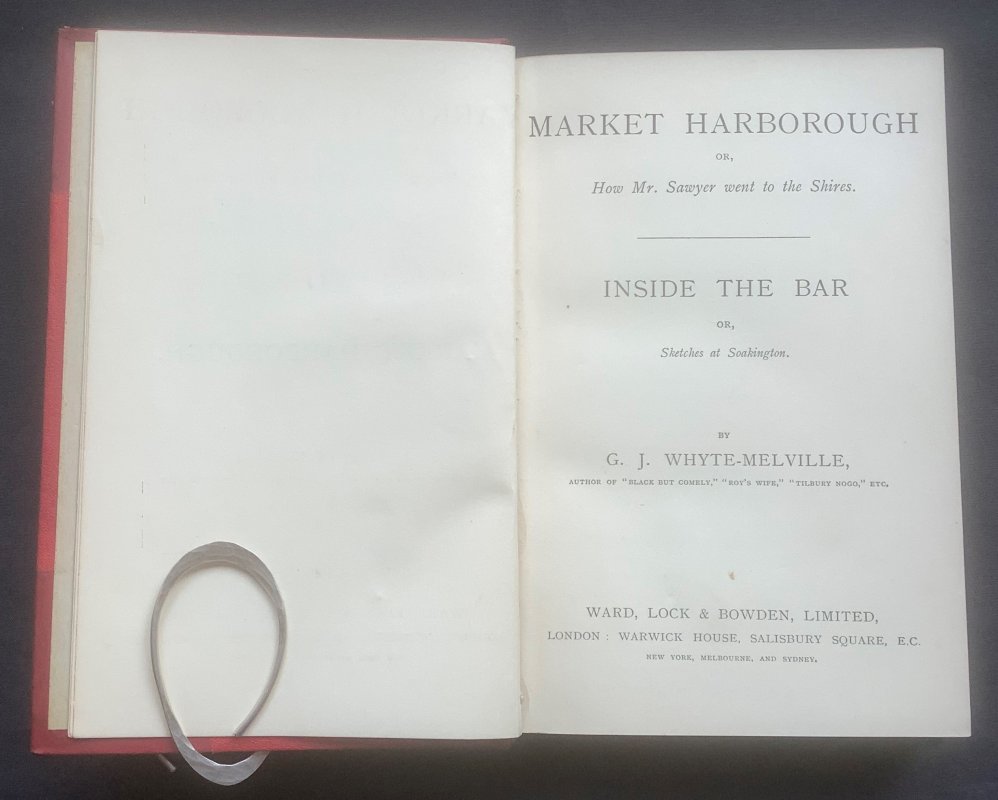 MARKET HARBOROUGH
OR,
How Mr. Sawyer went to the Shires.
INSIDE THE BAR
OR,
Sketches at Soakington.
BY
G. J. WHYTE-MELVILLE,
AUTHOR OF "BLACK BUT COMELY," "ROY'S WIFE," "TILBURY NOGO," ETC.
WARD, LOCK & BOWDEN, LIMITED,
LONDON: WARWICK HOUSE, SALISBURY SQUARE, E.C.
NEW YORK, MELBOURNE, AND SYDNEY.